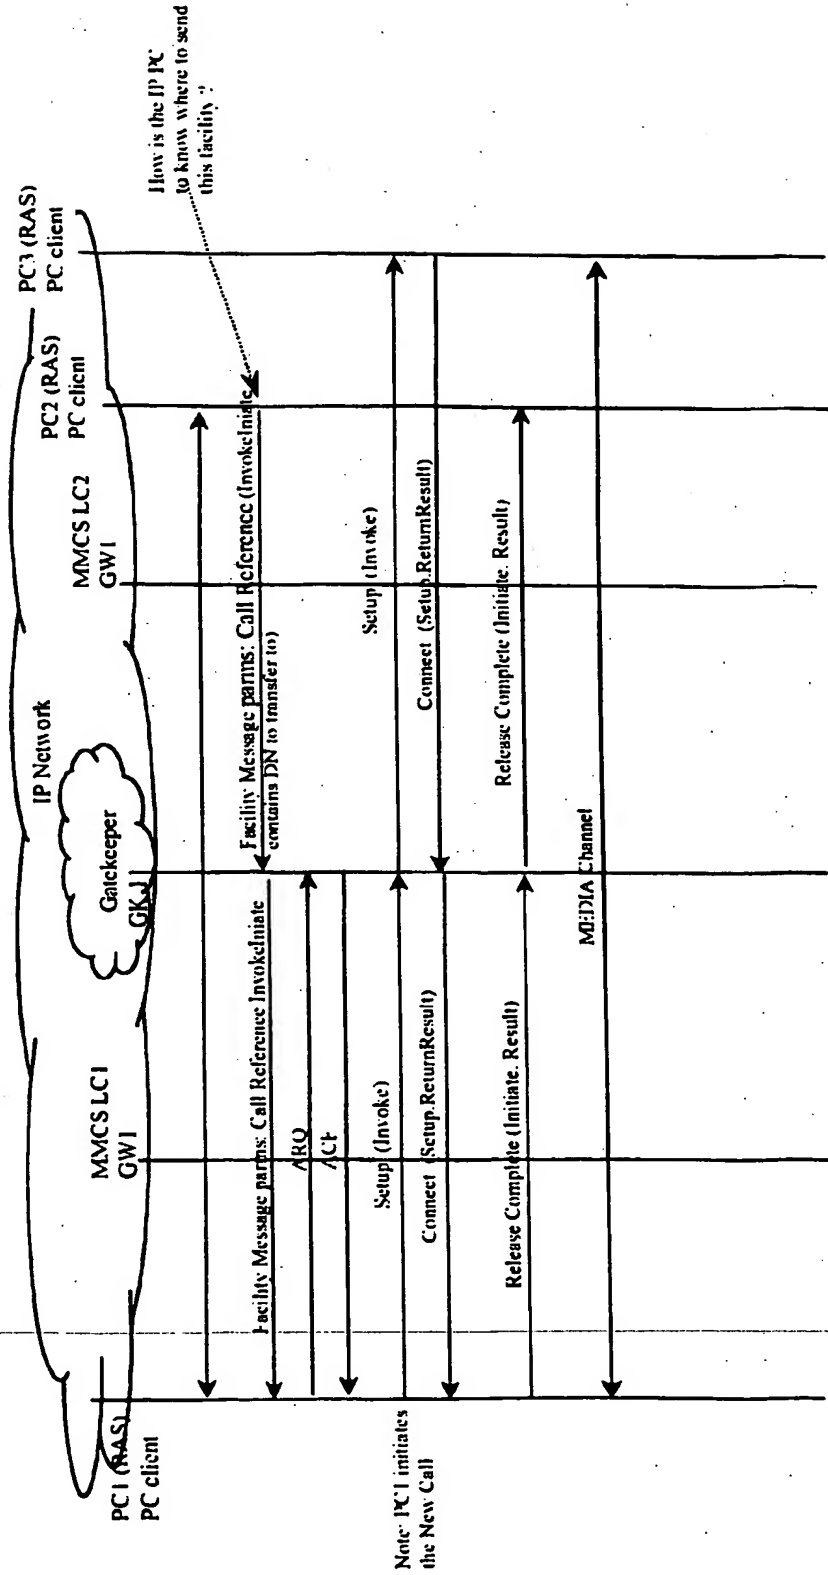 PC1 (RAS)
PC client
MMCS LC1
GW1
Gatekeeper
GK1
IP Network
MMCS LC2
GW1
PC2 (RAS)
PC client
PC3 (RAS)
PC client
How is the IP PC
to know where to send
this facility ?
Facility Message parms: Call Reference (InvokeIniate
contains DN to transfer to)
Facility Message parms: Call Reference InvokeIniate
ARQ
ACF
Setup (Invoke)
Setup (Invoke)
Connect (Setup.ReturnResult)
Connect (Setup.ReturnResult)
Release Complete (Initiate. Result)
Release Complete (Initiate. Result)
MEDIA Channel
Note: PC1 initiates
the New Call